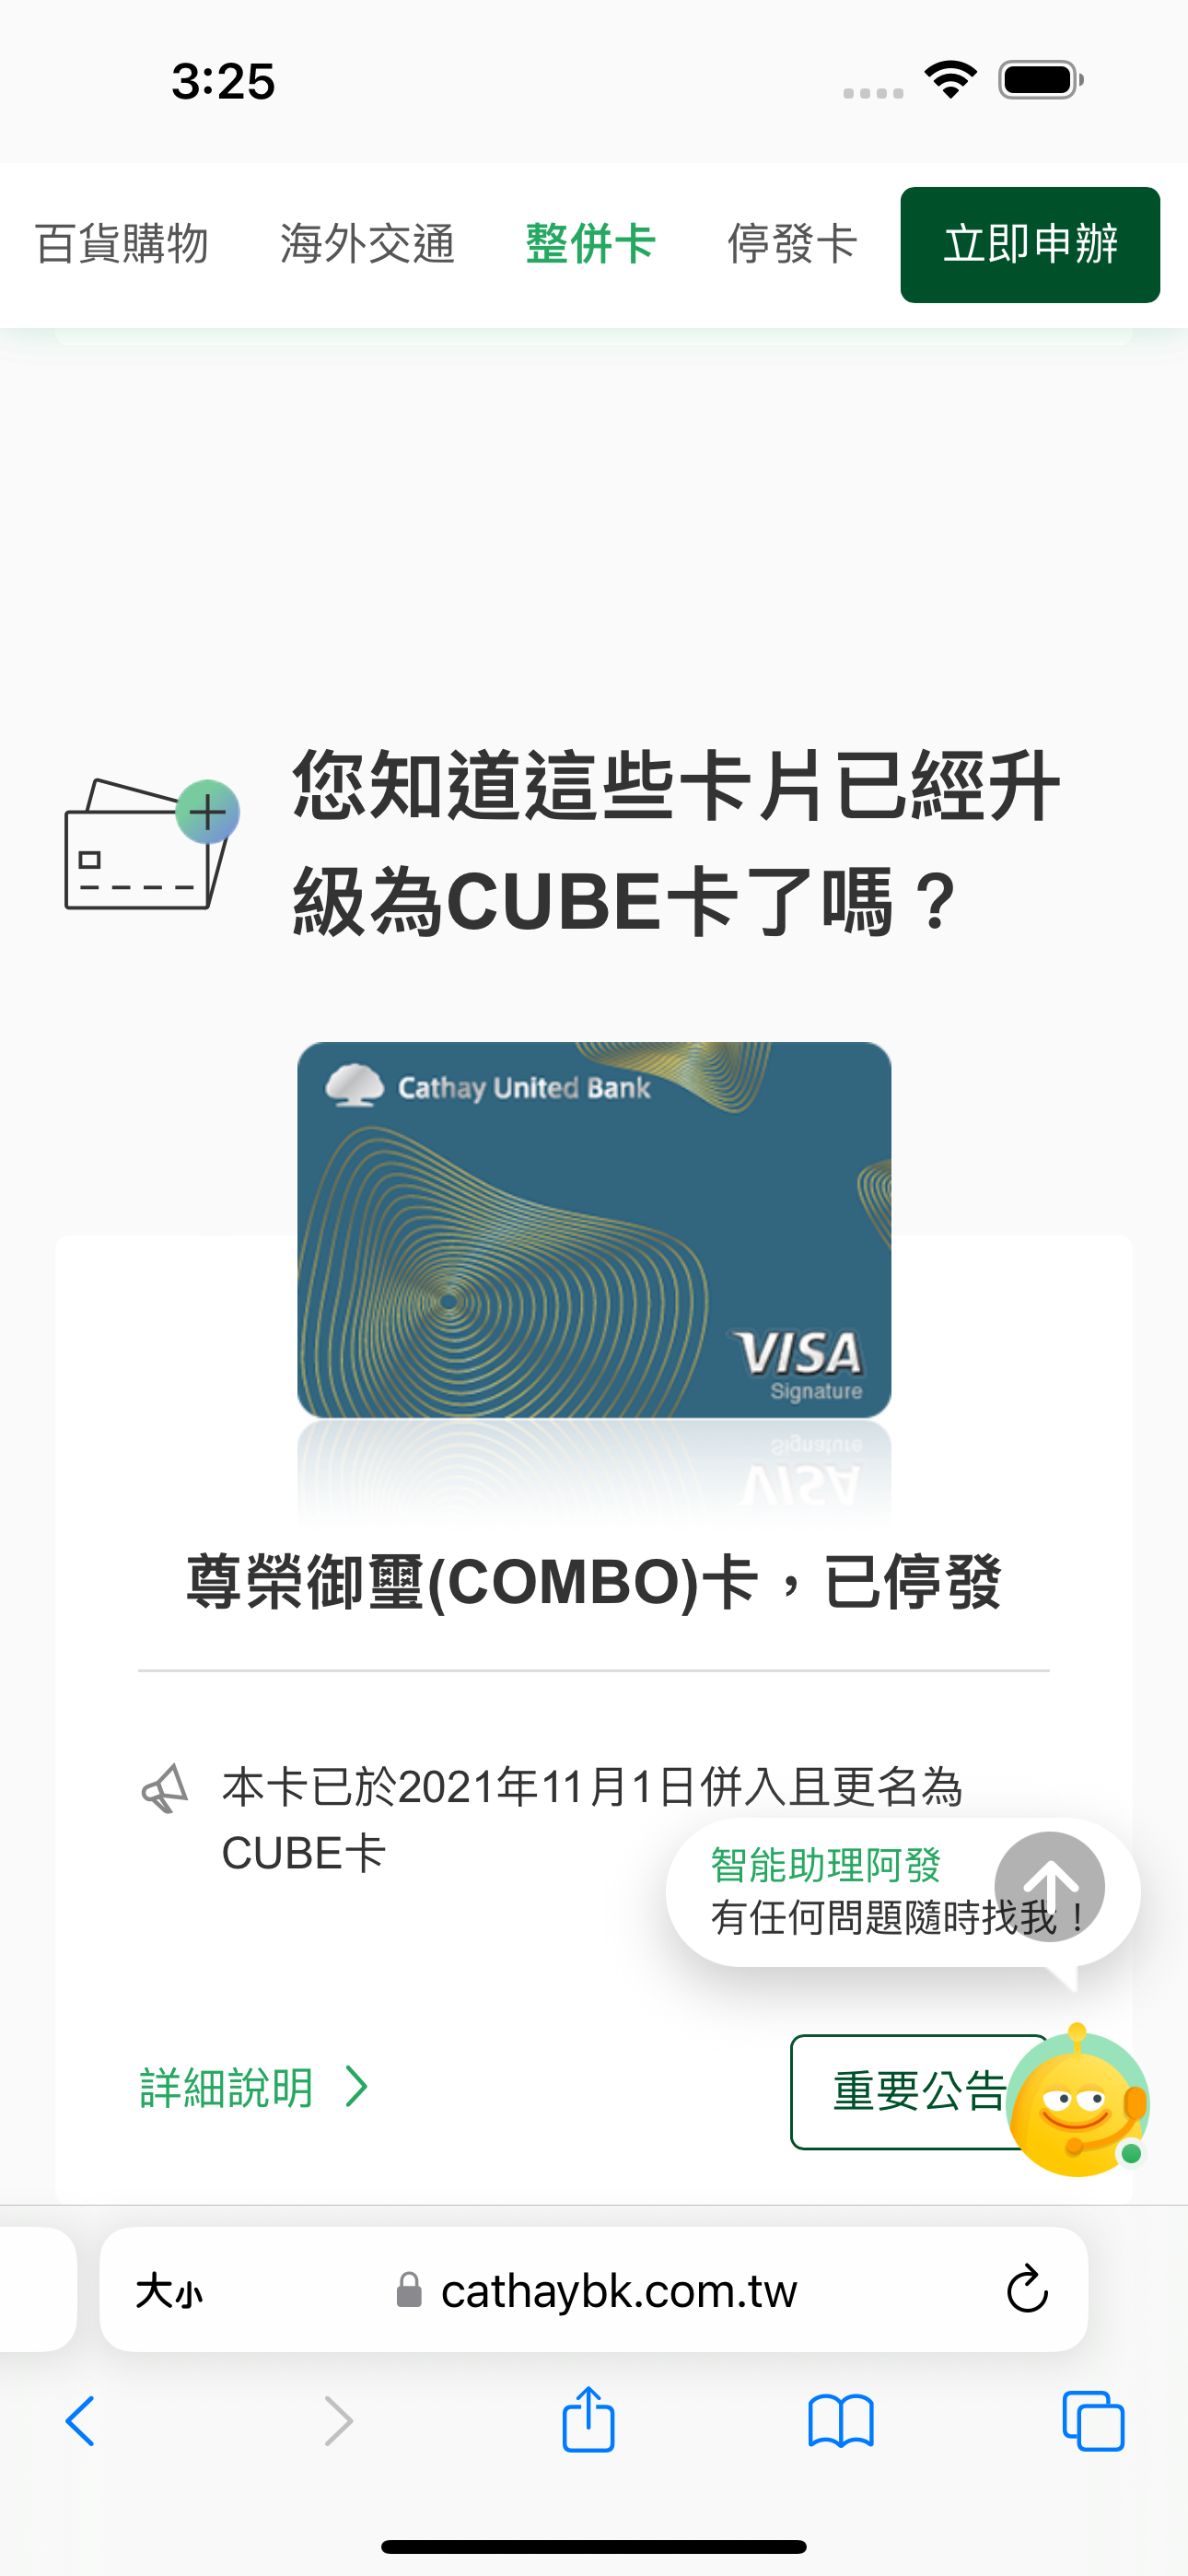 3:25
百貨購物 海外交通 整併卡 停發卡 立即申辦
您知道這些卡片已經升
級為CUBE卡了嗎？
Cathay United Bank
VISA
Signature
尊榮御璽(COMBO)卡，已停發
本卡已於2021年11月1日併入且更名為
CUBE卡
智能助理阿發
有任何問題隨時找我！
詳細說明
重要公告
大小 cathaybk.com.tw